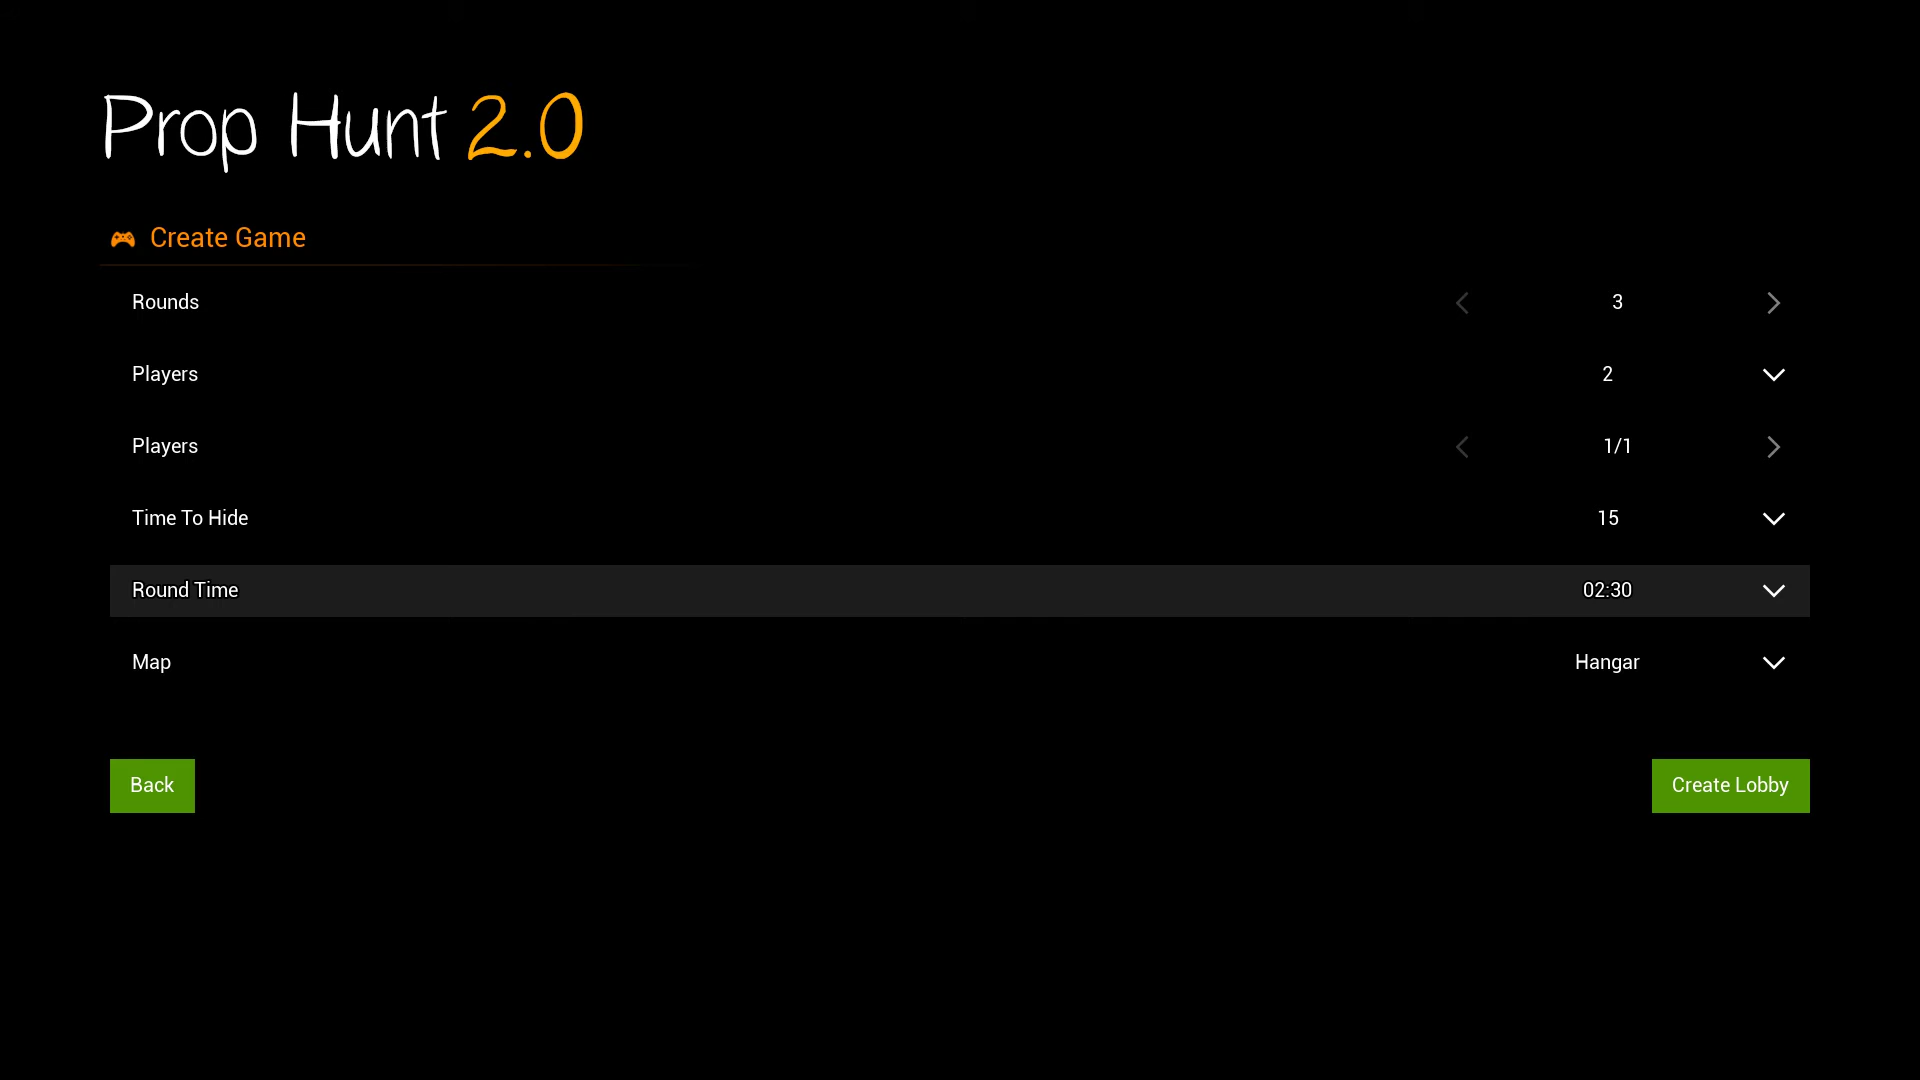 Prop Hunt 2.0
Create Game
Rounds 3
Players 2
Players 1/1
Time To Hide 15
Round Time 02:30
Map Hangar
Back Create Lobby